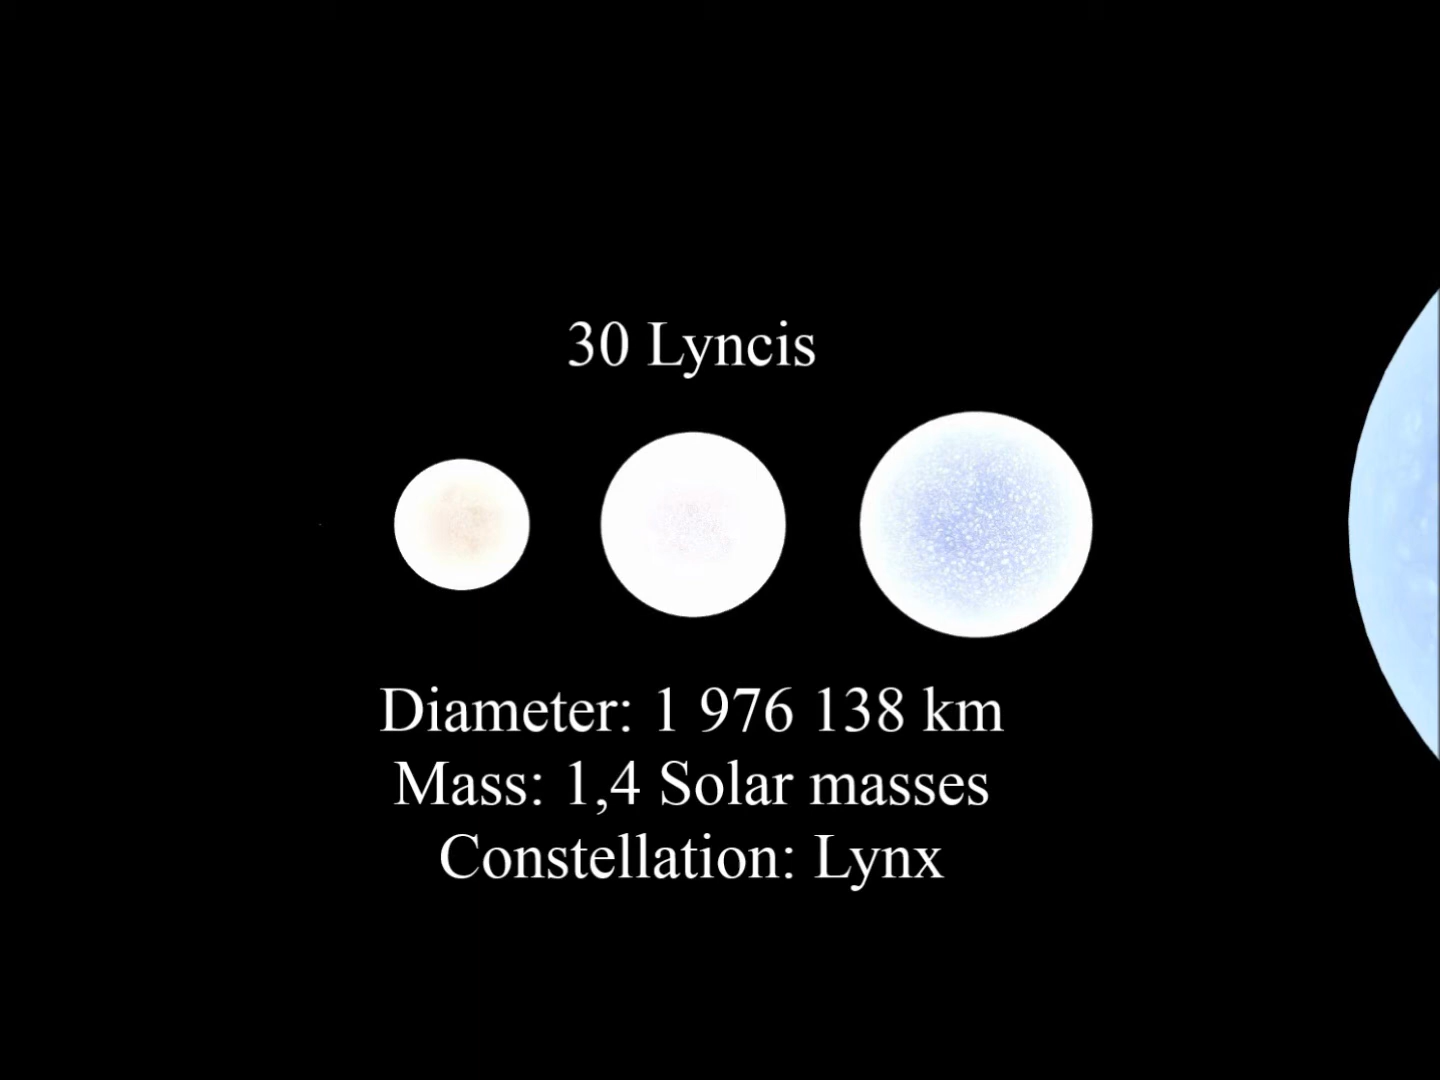 30 Lyncis
Diameter: 1 976 138 km
Mass: 1,4 Solar masses
Constellation: Lynx